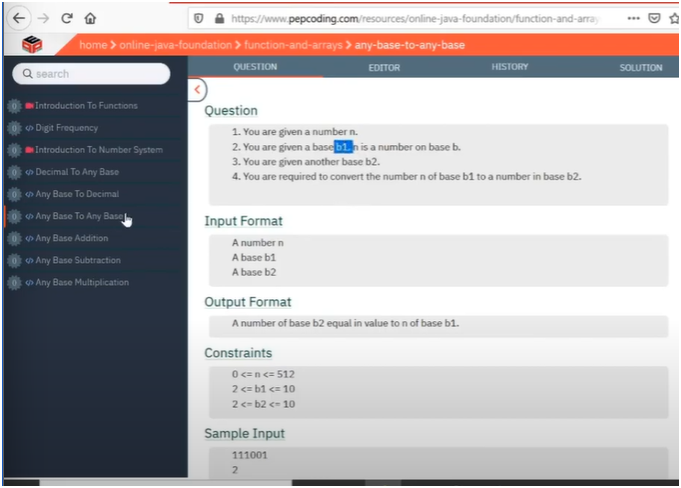 https://www.pepcoding.com/resources/online-java-foundation/function-and-array
home > online-java-foundation > function-and-arrays > any-base-to-any-base
search
QUESTION EDITOR HISTORY SOLUTION
Introduction To Functions
Digit Frequency
Introduction To Number System
Decimal To Any Base
Any Base To Decimal
Any Base To Any Base
Any Base Addition
Any Base Subtraction
Any Base Multiplication
Question
1. You are given a number n.
2. You are given a base b1. n is a number on base b.
3. You are given another base b2.
4. You are required to convert the number n of base b1 to a number in base b2.
Input Format
A number n
A base b1
A base b2
Output Format
A number of base b2 equal in value to n of base b1.
Constraints
0 <= n <= 512
2 <= b1 <= 10
2 <= b2 <= 10
Sample Input
111001
2